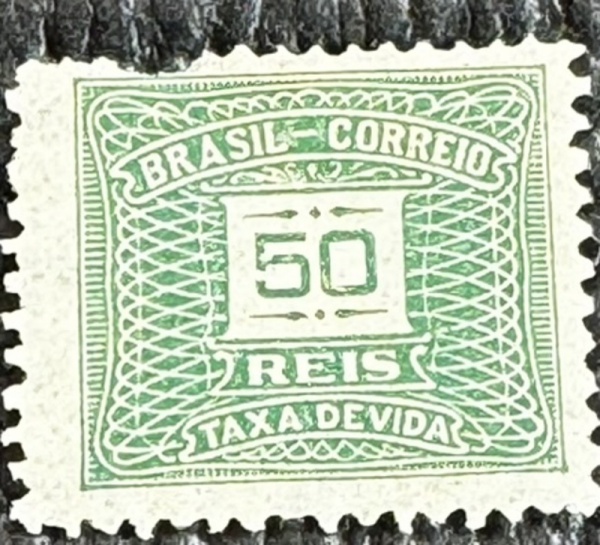 BRASIL-CORREIO
50
REIS
TAXA DEVIDA